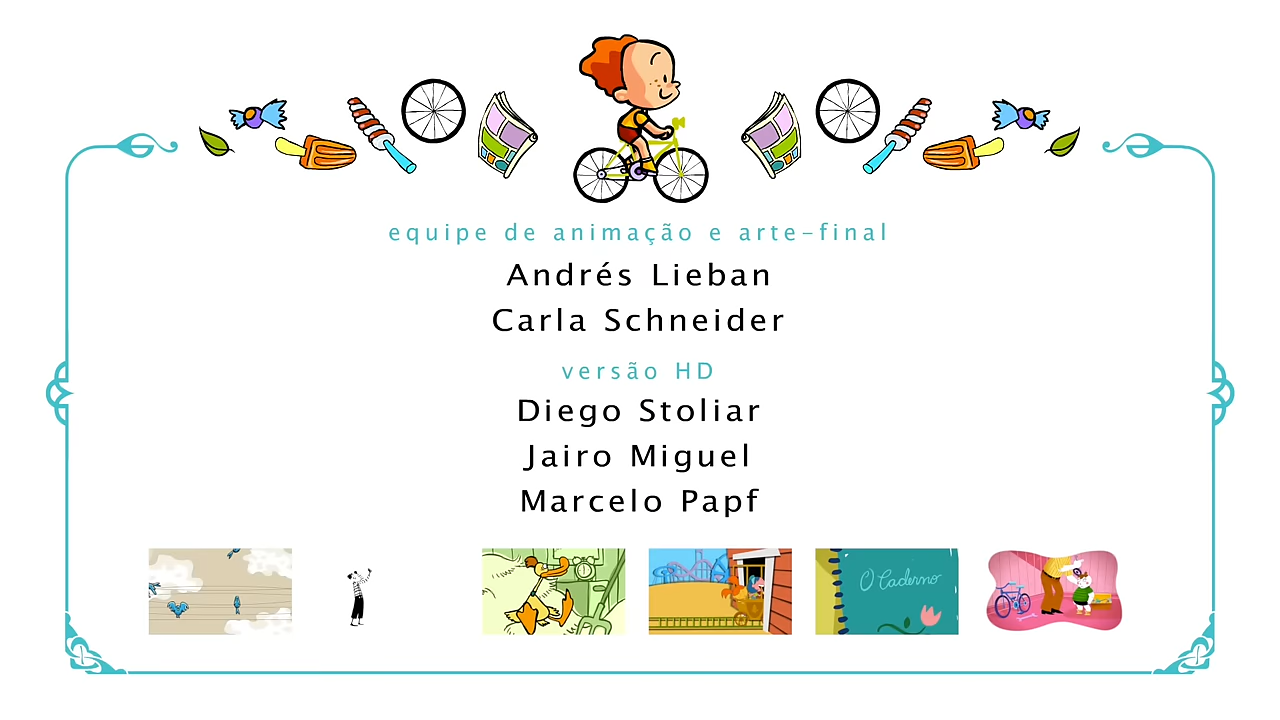 equipe de animação e arte-final
Andrés Lieban
Carla Schneider
versão HD
Diego Stoliar
Jairo Miguel
Marcelo Papf
O Caderno